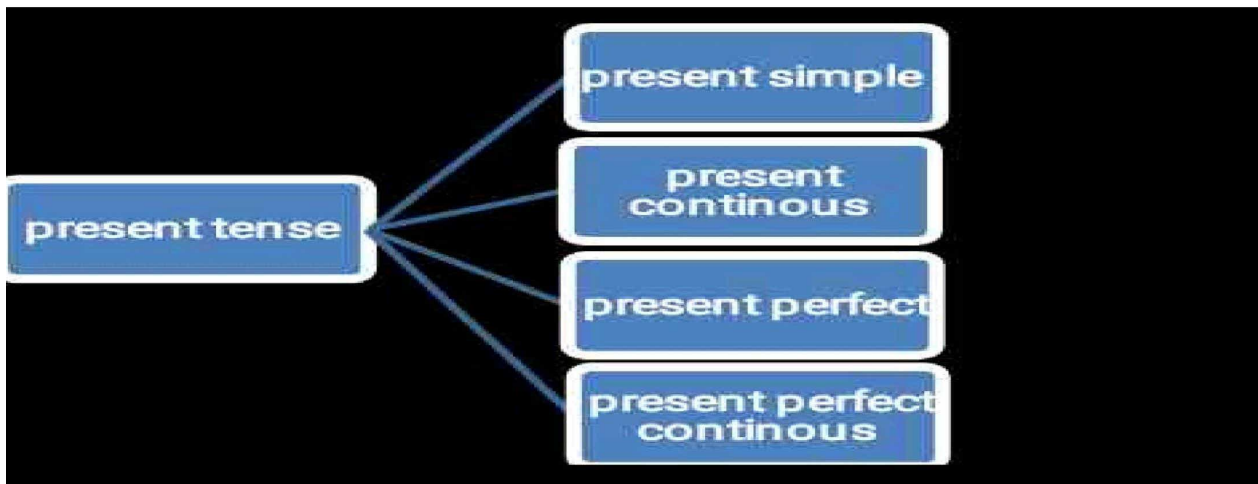 present tense
present simple
present
continous
present perfect
present perfect
continous